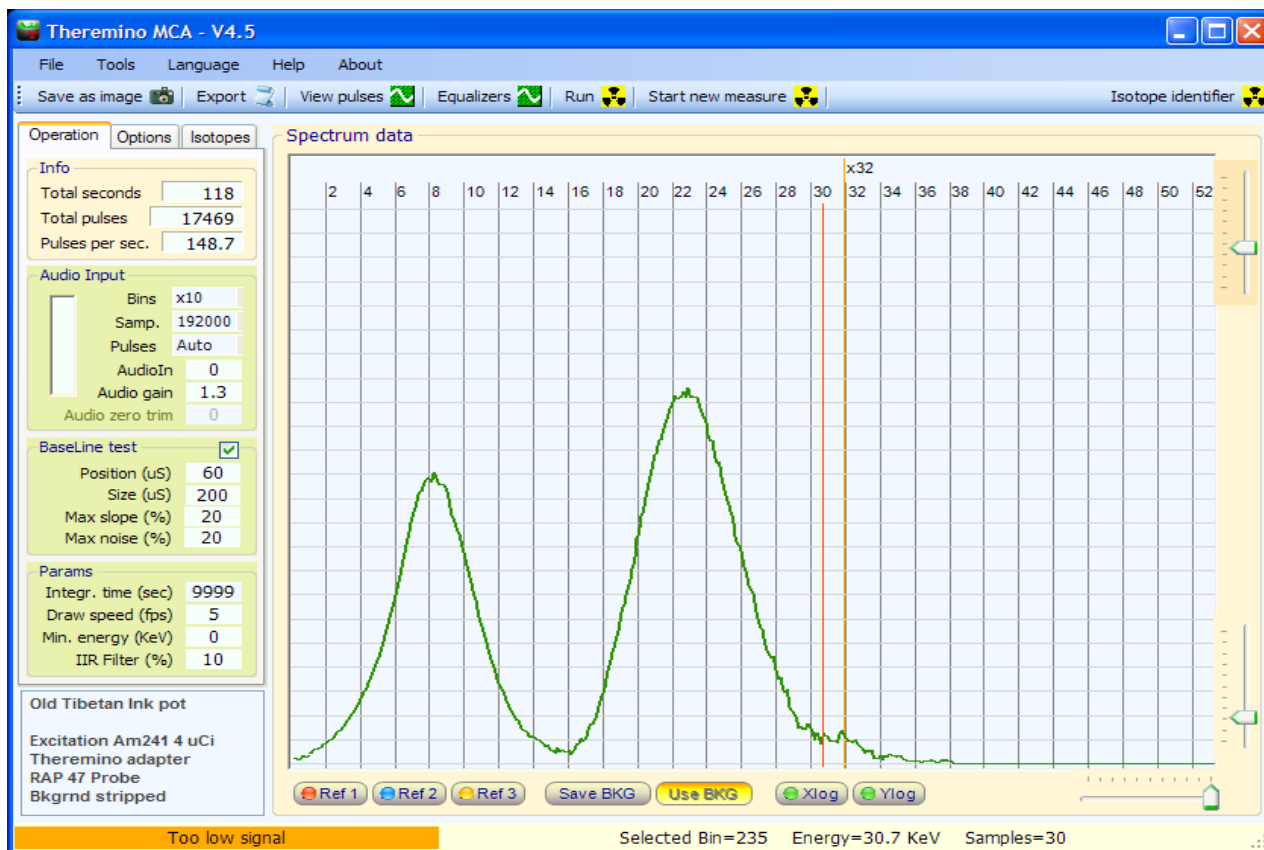 Theremino MCA - V4.5
File Tools Language Help About
Save as image Export View pulses Equalizers Run Start new measure Isotope identifier
Operation Options Isotopes
Info
Total seconds 118
Total pulses 17469
Pulses per sec. 148.7
Audio Input
Bins x10
Samp. 192000
Pulses Auto
AudioIn 0
Audio gain 1.3
Audio zero trim 0
BaseLine test
Position (uS) 60
Size (uS) 200
Max slope (%) 20
Max noise (%) 20
Params
Integr. time (sec) 9999
Draw speed (fps) 5
Min. energy (KeV) 0
IIR Filter (%) 10
Old Tibetan Ink pot
Excitation Am241 4 uCi
Theremino adapter
RAP 47 Probe
Bkgrnd stripped
Spectrum data
x32
2 4 6 8 10 12 14 16 18 20 22 24 26 28 30 32 34 36 38 40 42 44 46 48 50 52
Ref 1 Ref 2 Ref 3 Save BKG Use BKG Xlog Ylog
Too low signal Selected Bin=235 Energy=30.7 KeV Samples=30